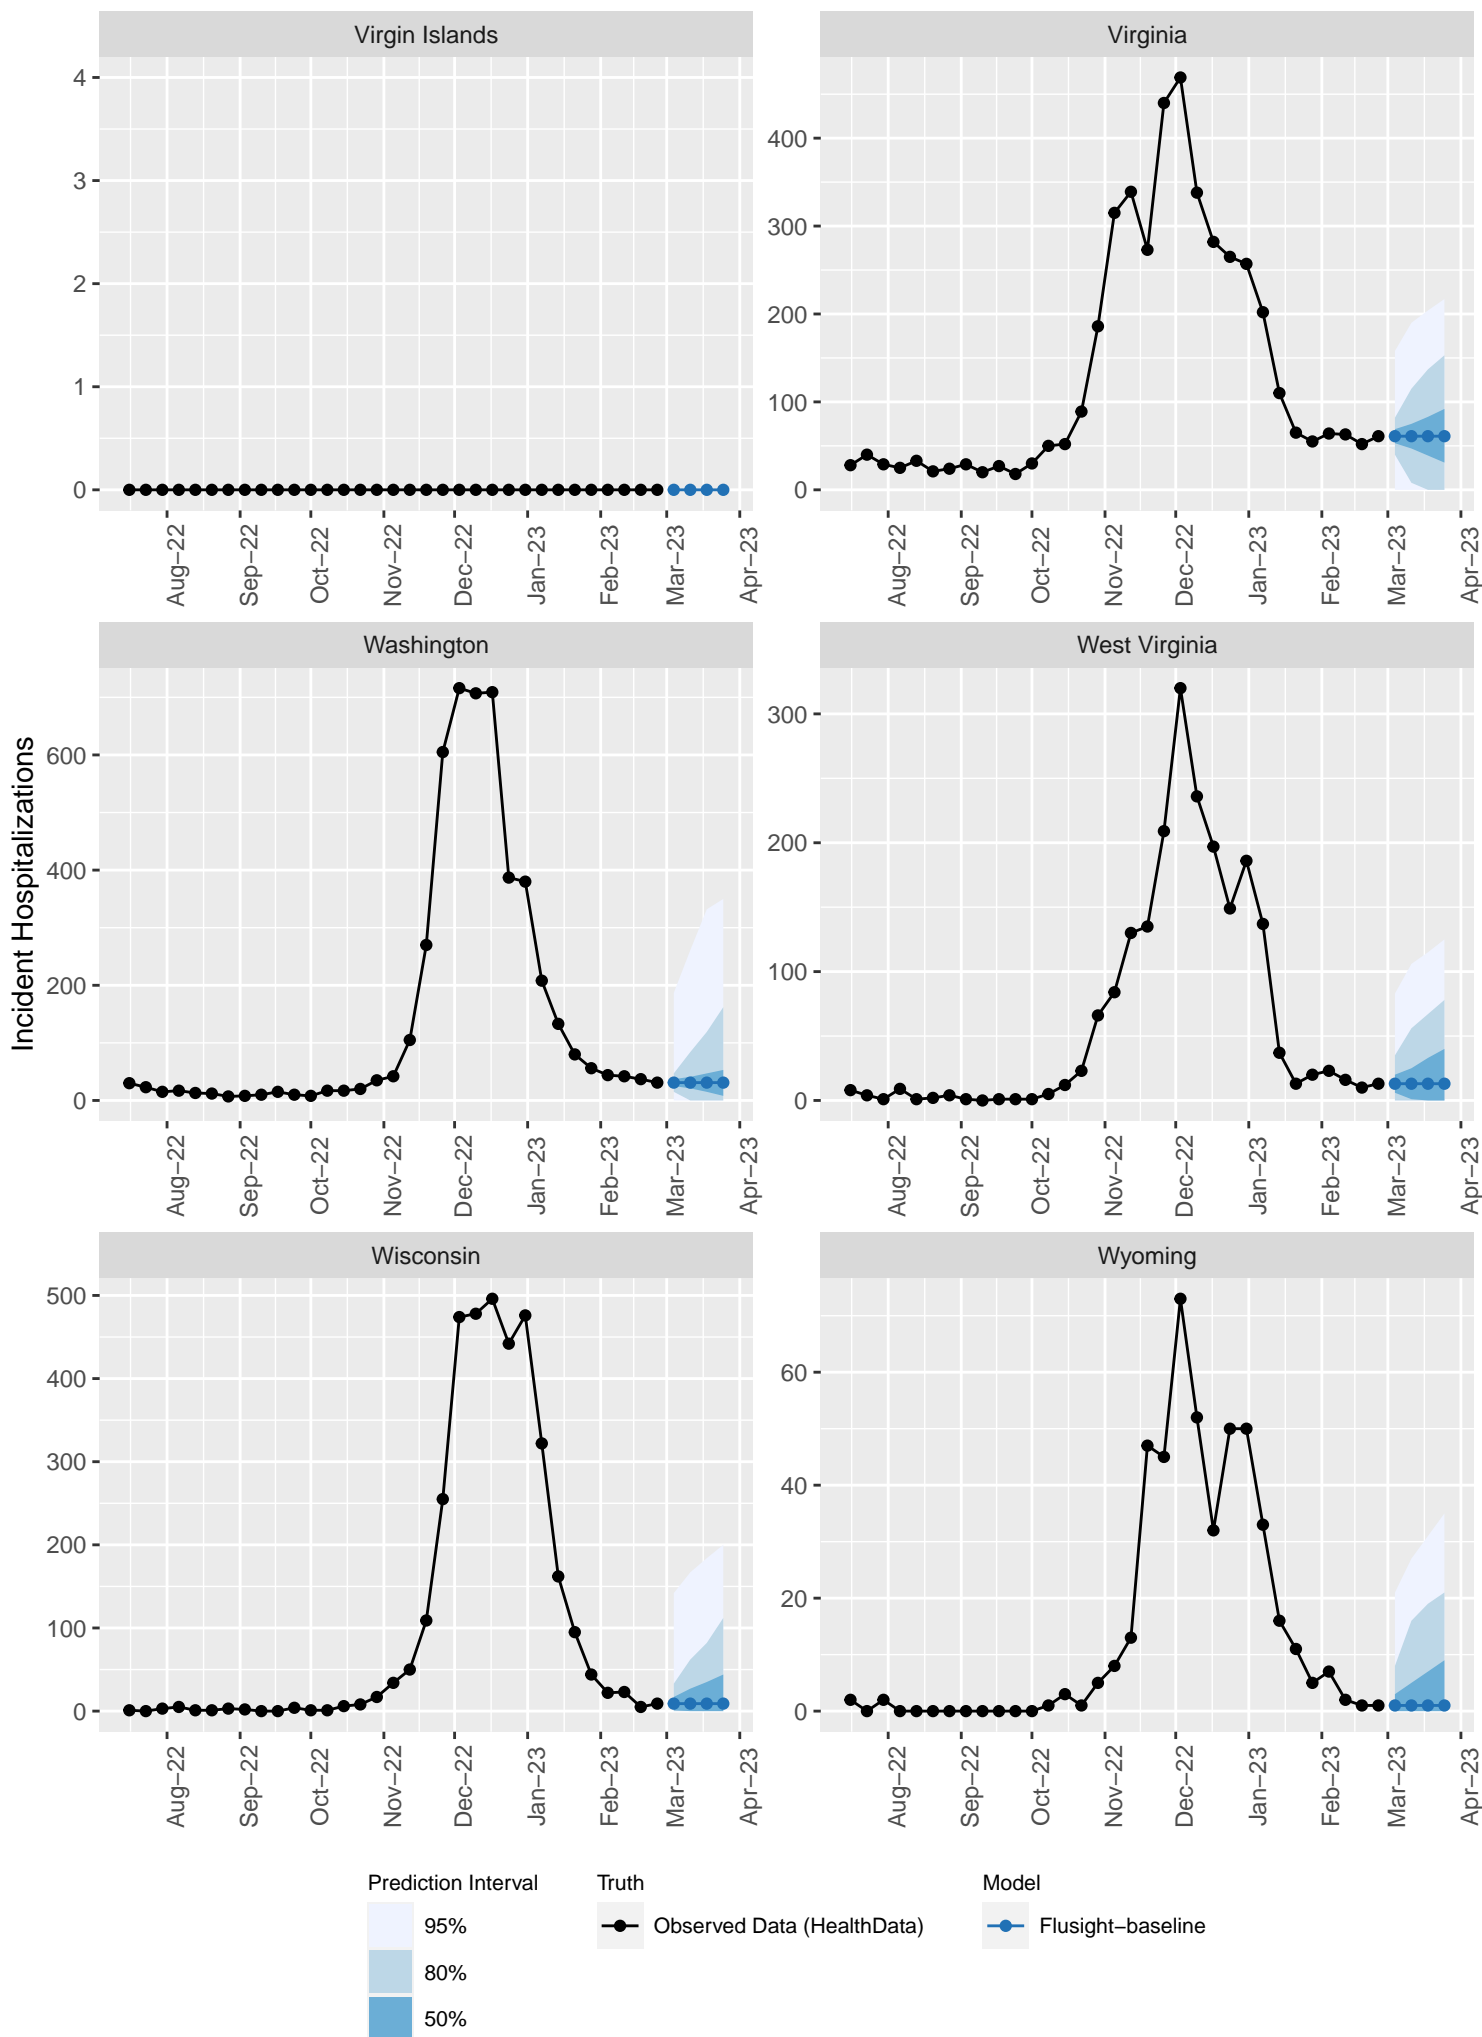 Virgin Islands
Virginia
4
3
2
1
0
400
300
200
100
0
Aug−22
Sep−22
Oct−22
Nov−22
Dec−22
Jan−23
Feb−23
Mar−23
Apr−23
Aug−22
Sep−22
Oct−22
Nov−22
Dec−22
Jan−23
Feb−23
Mar−23
Apr−23
Incident Hospitalizations
Washington
West Virginia
600
400
200
0
300
200
100
0
Aug−22
Sep−22
Oct−22
Nov−22
Dec−22
Jan−23
Feb−23
Mar−23
Apr−23
Aug−22
Sep−22
Oct−22
Nov−22
Dec−22
Jan−23
Feb−23
Mar−23
Apr−23
Wisconsin
Wyoming
500
400
300
200
100
0
60
40
20
0
Aug−22
Sep−22
Oct−22
Nov−22
Dec−22
Jan−23
Feb−23
Mar−23
Apr−23
Aug−22
Sep−22
Oct−22
Nov−22
Dec−22
Jan−23
Feb−23
Mar−23
Apr−23
Prediction Interval
95%
80%
50%
Truth
Observed Data (HealthData)
Model
Flusight−baseline